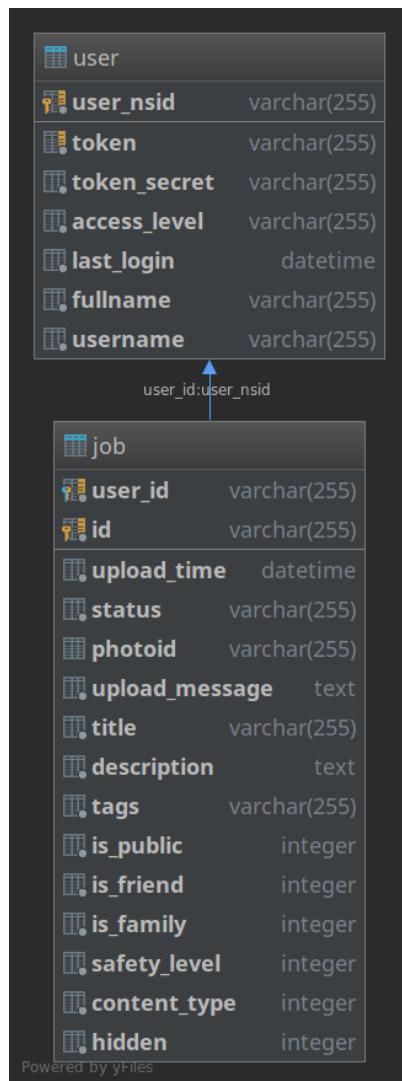 user
user_nsid varchar(255)
token varchar(255)
token_secret varchar(255)
access_level varchar(255)
last_login datetime
fullname varchar(255)
username varchar(255)
user_id:user_nsid
job
user_id varchar(255)
id varchar(255)
upload_time datetime
status varchar(255)
photoid varchar(255)
upload_message text
title varchar(255)
description text
tags varchar(255)
is_public integer
is_friend integer
is_family integer
safety_level integer
content_type integer
hidden integer
Powered by yFiles